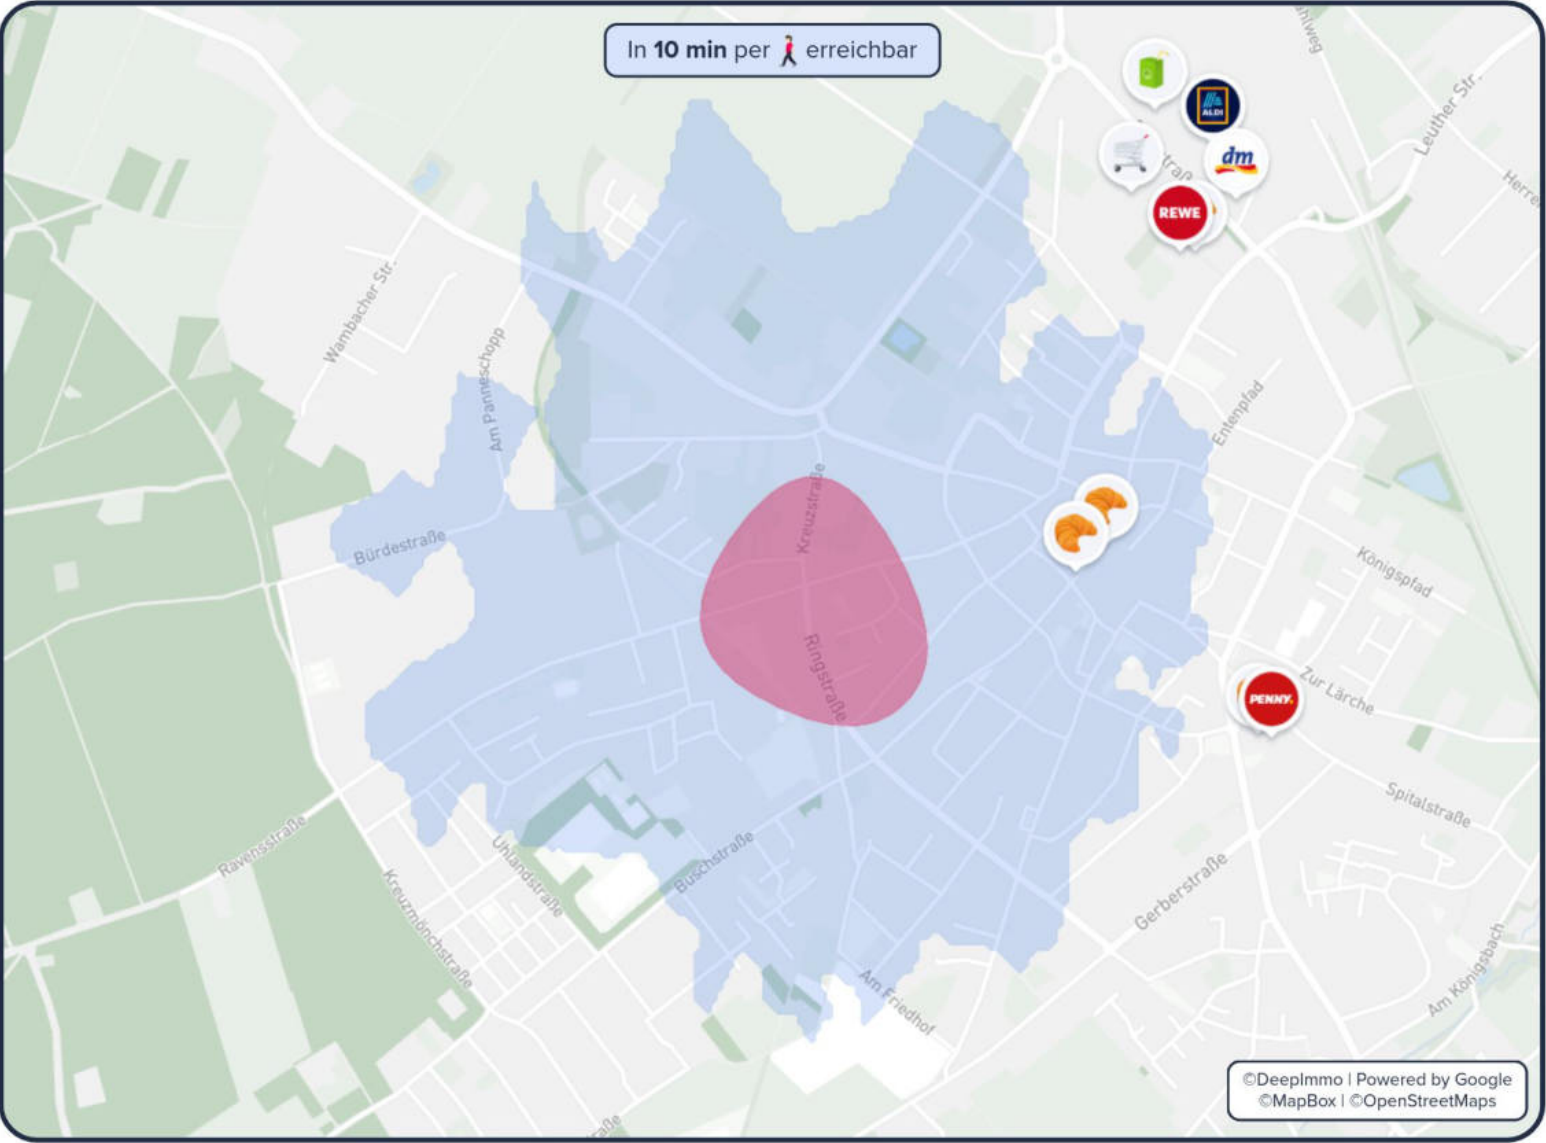 In 10 min per erreichbar
Leuther Str.
ALDI
dm
REWE
Wambacher Str.
Am Panneschopp
Entenpfad
Kreuzstraße
Bürdestraße
Königspfad
Ringstraße
Zur Lärche
PENNY.
Spitalstraße
Ravensstraße
Uhlandstraße
Buschstraße
Gerberstraße
Kreuzmönchstraße
Am Königsbach
Am Friedhof
©DeepImmo | Powered by Google
©MapBox | ©OpenStreetMaps